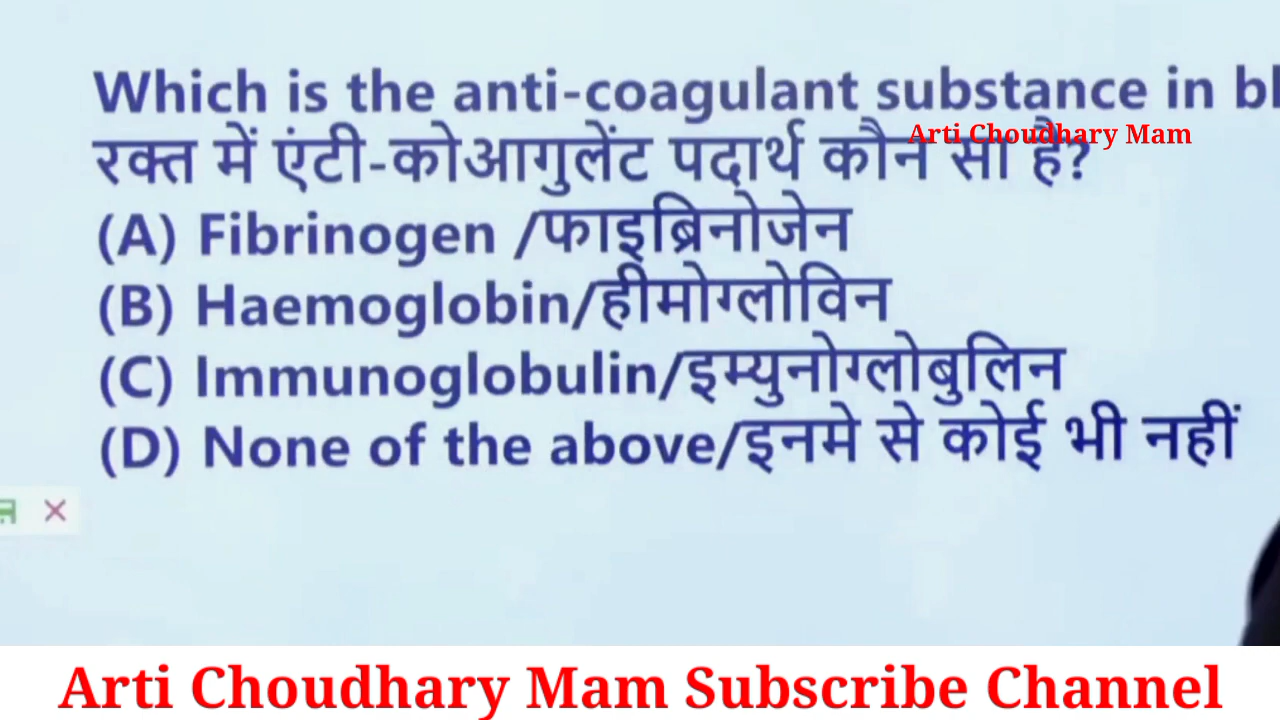 Which is the anti-coagulant substance in bl
Arti Choudhary Mam
रक्त में एंटी-कोआगुलेंट पदार्थ कौन सा है?
(A) Fibrinogen /फाइब्रिनोजेन
(B) Haemoglobin/हीमोग्लोविन
(C) Immunoglobulin/इम्युनोग्लोबुलिन
(D) None of the above/इनमे से कोई भी नहीं
Arti Choudhary Mam Subscribe Channel